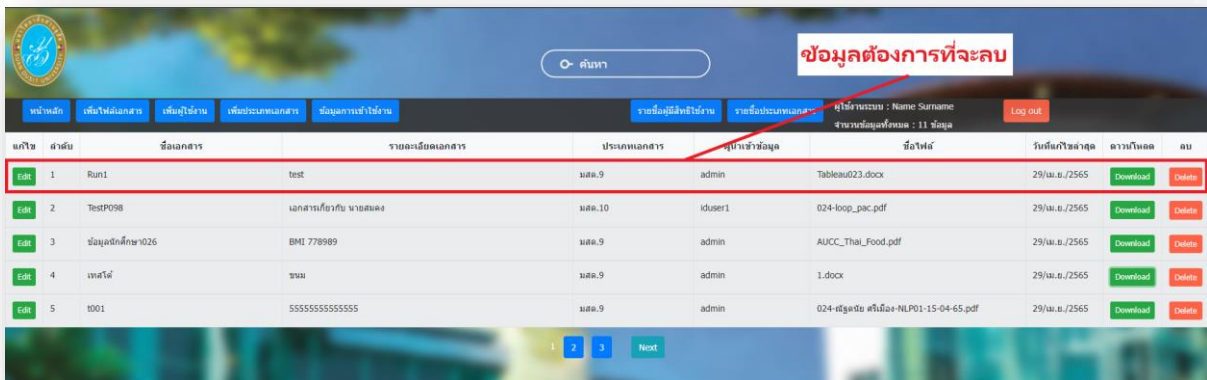 ค้นหา
ข้อมูลต้องการที่จะลบ
หน้าหลัก เพิ่มไฟล์เอกสาร เพิ่มผู้ใช้งาน เพิ่มประเภทเอกสาร ข้อมูลการเข้าใช้งาน รายชื่อผู้มีสิทธิใช้งาน รายชื่อประเภทเอกสาร ผู้ใช้งานระบบ : Name Surname Log out
จำนวนข้อมูลทั้งหมด : 11 ข้อมูล
แก้ไข ลำดับ ชื่อเอกสาร รายละเอียดเอกสาร ประเภทเอกสาร ผู้นำเข้าข้อมูล ชื่อไฟล์ วันที่แก้ไขล่าสุด ดาวน์โหลด ลบ
Edit 1 Run1 test มสด.9 admin Tableau023.docx 29/เม.ย./2565 Download Delete
Edit 2 TestP098 เอกสารเกี่ยวกับ นายสมคง มสด.10 iduser1 024-loop_pac.pdf 29/เม.ย./2565 Download Delete
Edit 3 ข้อมูลนักศึกษา026 BMI 778989 มสด.9 admin AUCC_Thai_Food.pdf 29/เม.ย./2565 Download Delete
Edit 4 เทสโต้ ขนม มสด.9 admin 1.docx 29/เม.ย./2565 Download Delete
Edit 5 t001 55555555555555 มสด.9 admin 024-ณัฐดนัย ศรีเมือง-NLP01-15-04-65.pdf 29/เม.ย./2565 Download Delete
1 2 3 Next